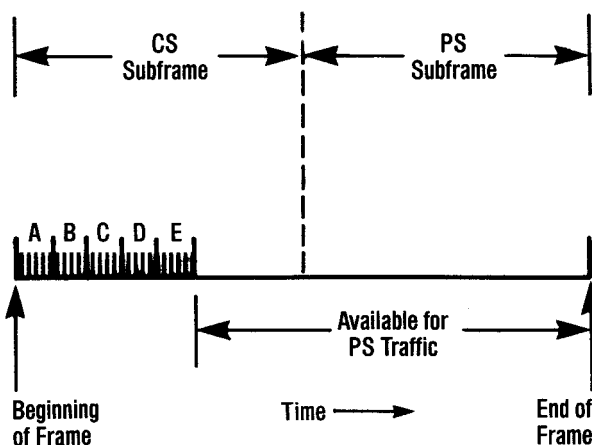 CS
Subframe
PS
Subframe
A B C D E
Available for
PS Traffic
Beginning
of Frame
Time
End of
Frame